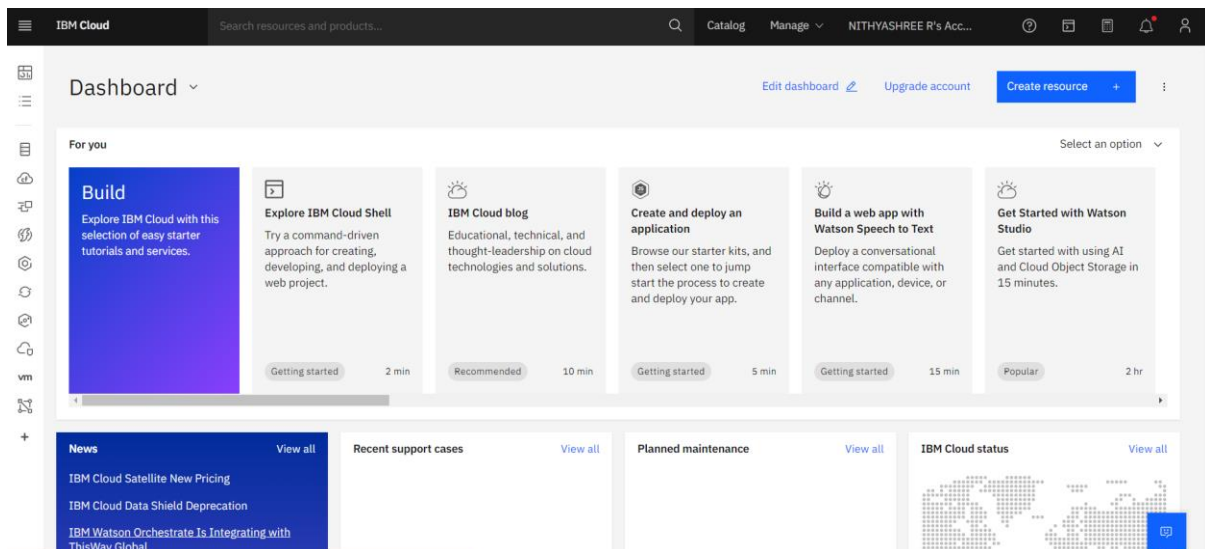 IBM Cloud
Search resources and products...
Catalog
Manage
NITHYASHREE R's Acc...
Dashboard
Edit dashboard
Upgrade account
Create resource +
For you
Select an option
Build
Explore IBM Cloud with this
selection of easy starter
tutorials and services.
Explore IBM Cloud Shell
Try a command-driven
approach for creating,
developing, and deploying a
web project.
Getting started
2 min
IBM Cloud blog
Educational, technical, and
thought-leadership on cloud
technologies and solutions.
Recommended
10 min
Create and deploy an
application
Browse our starter kits, and
then select one to jump
start the process to create
and deploy your app.
Getting started
5 min
Build a web app with
Watson Speech to Text
Deploy a conversational
interface compatible with
any application, device, or
channel.
Getting started
15 min
Get Started with Watson
Studio
Get started with using AI
and Cloud Object Storage in
15 minutes.
Popular
2 hr
vm
+
News
View all
IBM Cloud Satellite New Pricing
IBM Cloud Data Shield Deprecation
IBM Watson Orchestrate Is Integrating with
ThisWay Global
Recent support cases
View all
Planned maintenance
View all
IBM Cloud status
View all